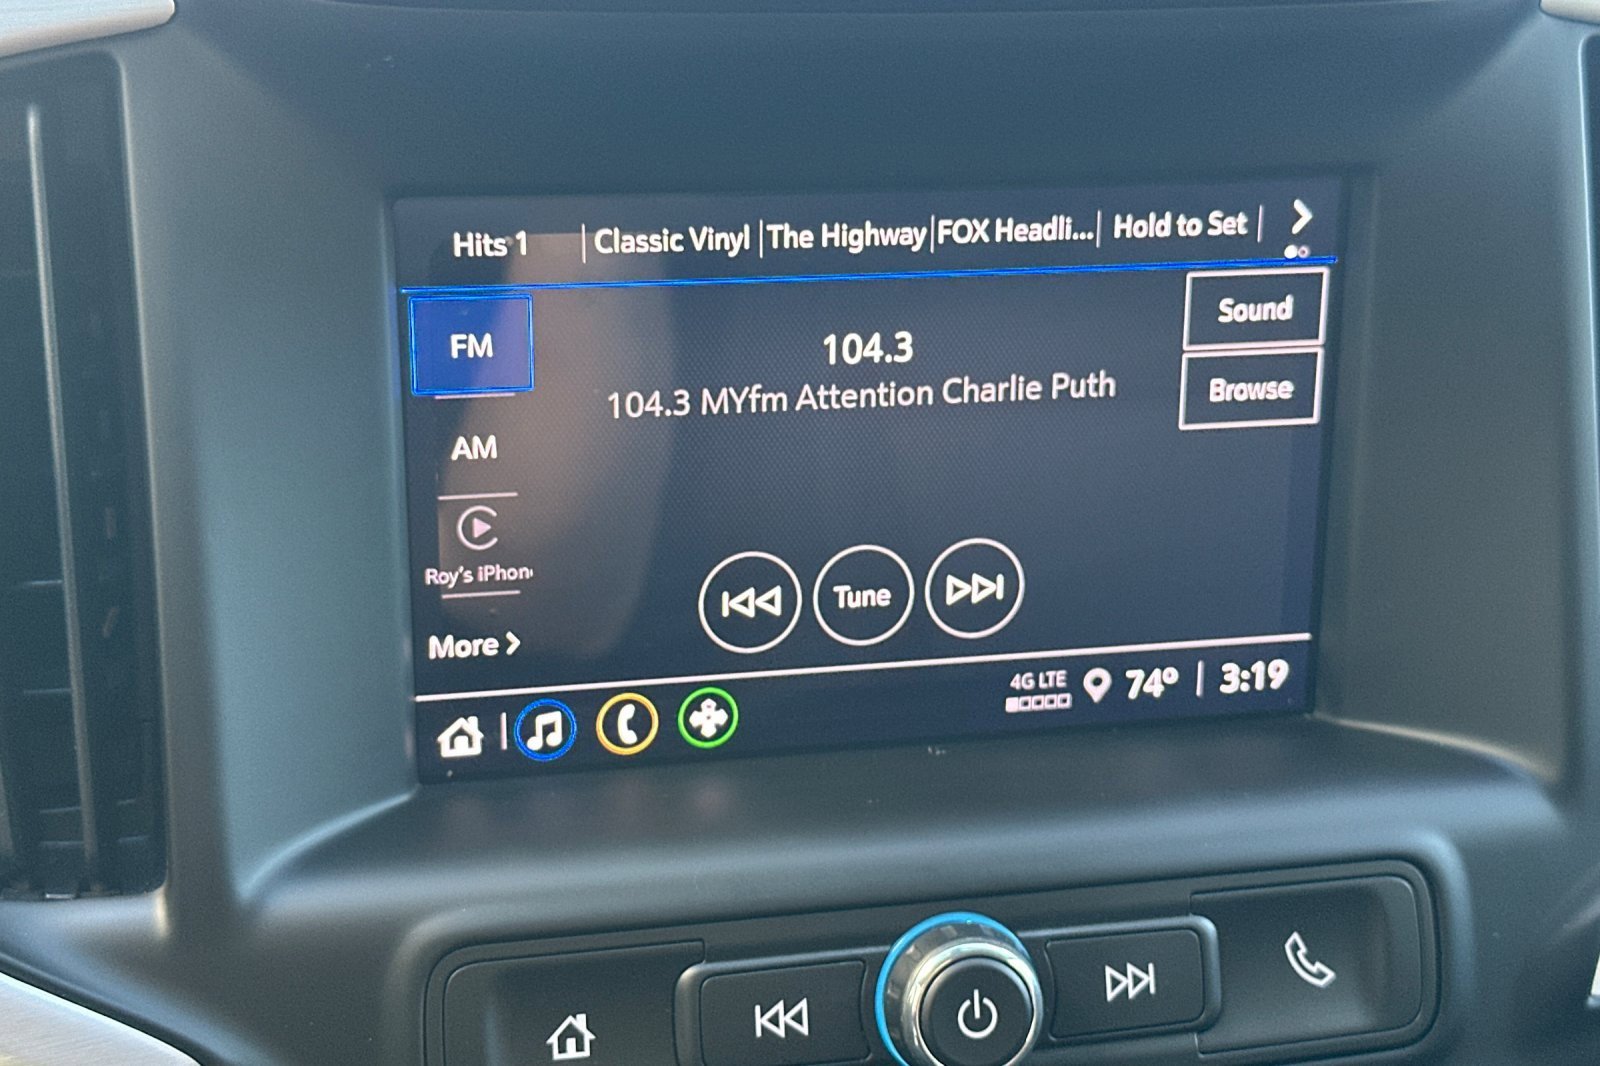 Hits 1 | Classic Vinyl | The Highway | FOX Headli... | Hold to Set |
FM
104.3
104.3 MYfm Attention Charlie Puth
Sound
Browse
AM
Roy's iPhon
More
Tune
4G LTE
74° | 3:19